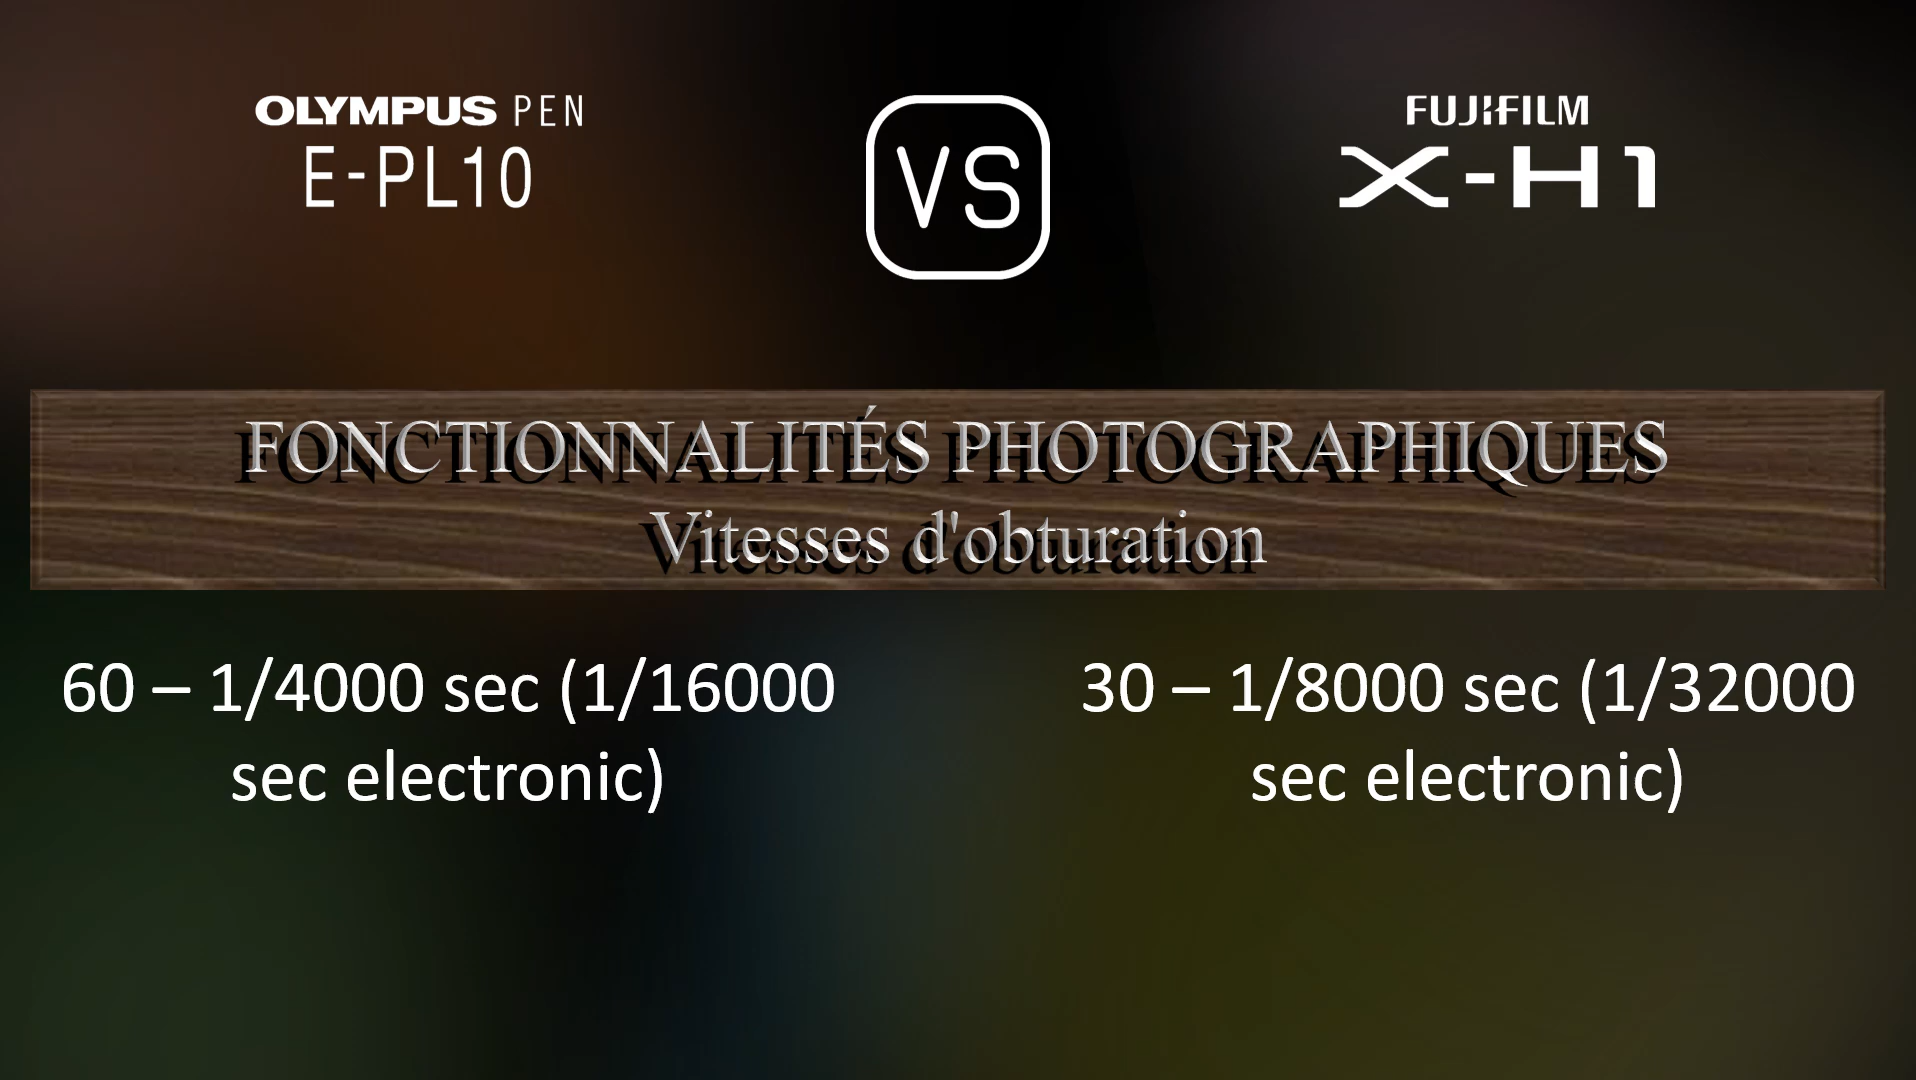 OLYMPUS PEN
E-PL10
VS
FUJIFILM
X-H1
FONCTIONNALITÉS PHOTOGRAPHIQUES
Vitesses d'obturation
60 – 1/4000 sec (1/16000
sec electronic)
30 – 1/8000 sec (1/32000
sec electronic)